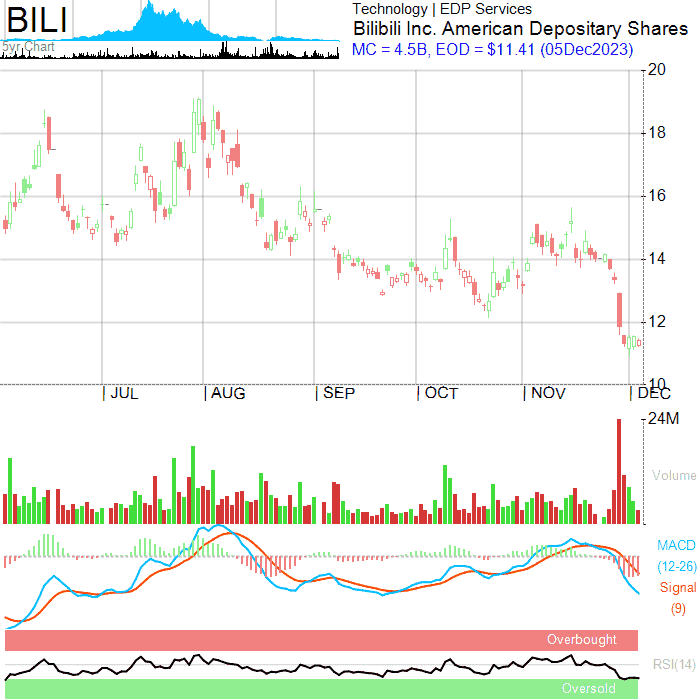 BILI
5yr Chart
Technology | EDP Services
Bilibili Inc. American Depositary Shares
MC = 4.5B, EOD = $11.41 (05Dec2023)
20
18
16
14
12
10
JUL
AUG
SEP
OCT
NOV
DEC
24M
Volume
MACD
(12-26)
Signal
(9)
Overbought
RSI(14)
Oversold